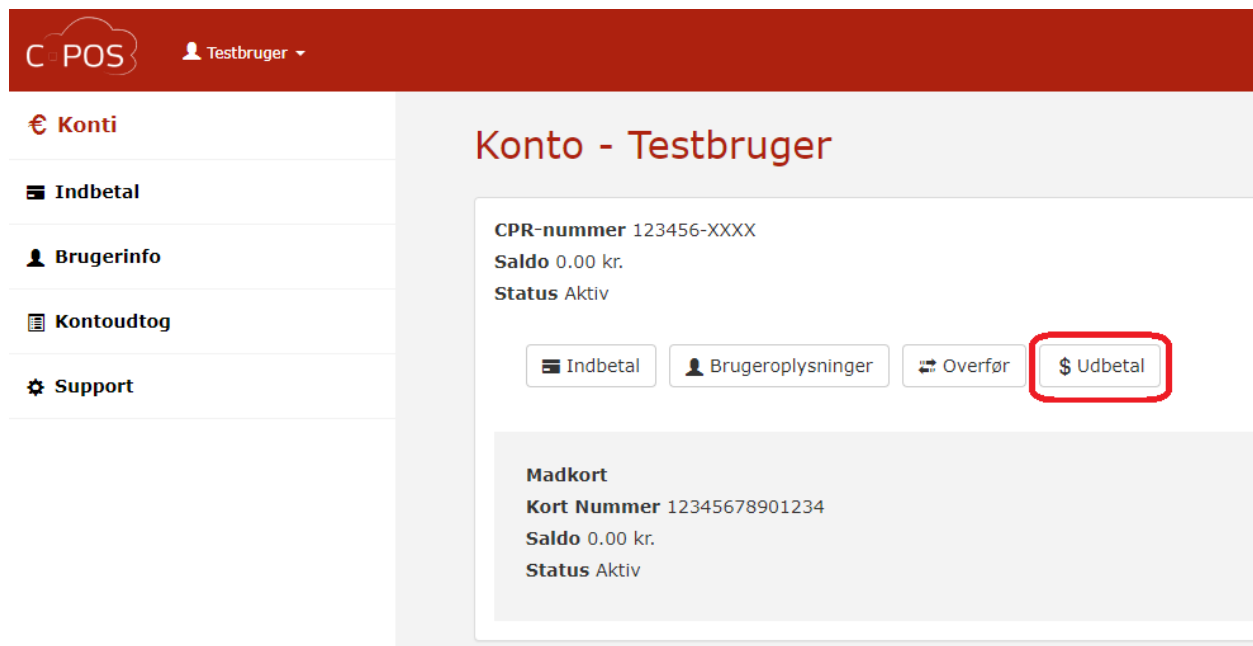 C POS
Testbruger
€ Konti
Indbetal
Brugerinfo
Kontoudtog
Support
Konto - Testbruger
CPR-nummer 123456-XXXX
Saldo 0.00 kr.
Status Aktiv
Indbetal Brugeroplysninger Overfør $ Udbetal
Madkort
Kort Nummer 12345678901234
Saldo 0.00 kr.
Status Aktiv